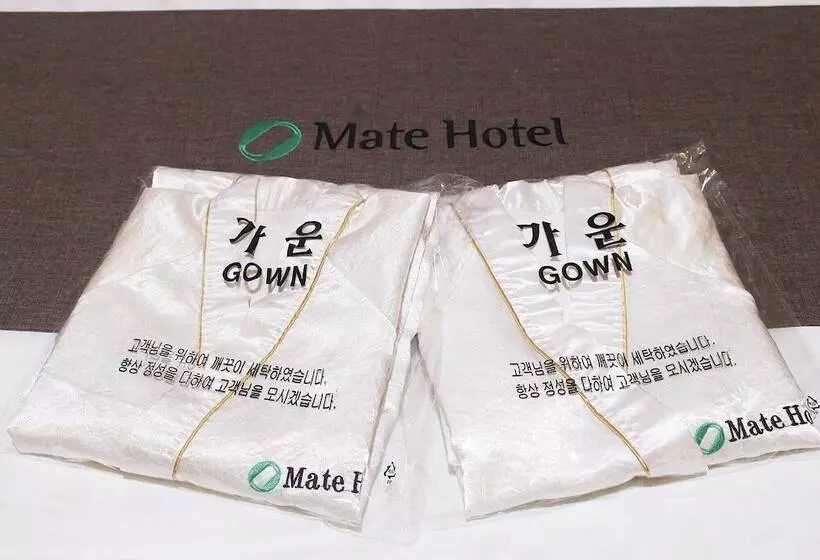 Mate Hotel
가운
GOWN
고객님을 위하여 깨끗이 세탁하였습니다.
항상 정성을 다하여 고객님을 모시겠습니다.
Mate H
가운
GOWN
고객님을 위하여 깨끗이 세탁하였습니다.
항상 정성을 다하여 고객님을 모시겠습니다.
Mate Ho